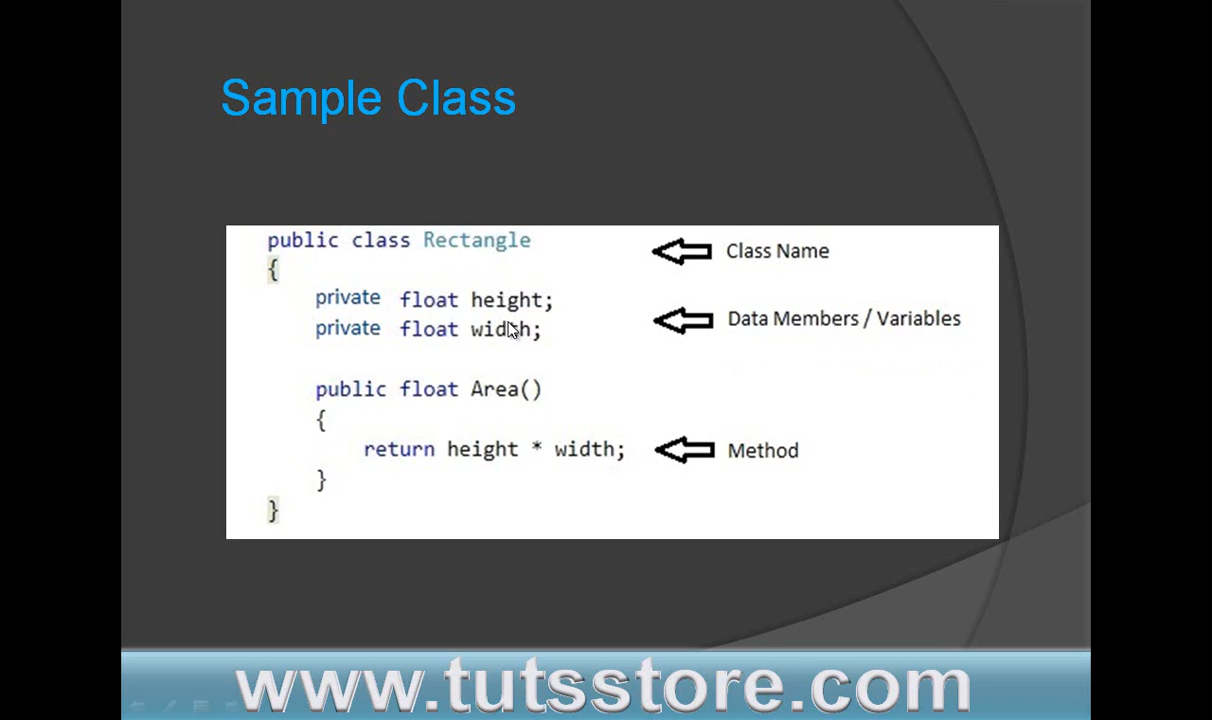 Sample Class
public class Rectangle
Class Name
{
private float height;
private float width;
Data Members / Variables
public float Area()
{
return height * width;
Method
}
}
www.tutsstore.com